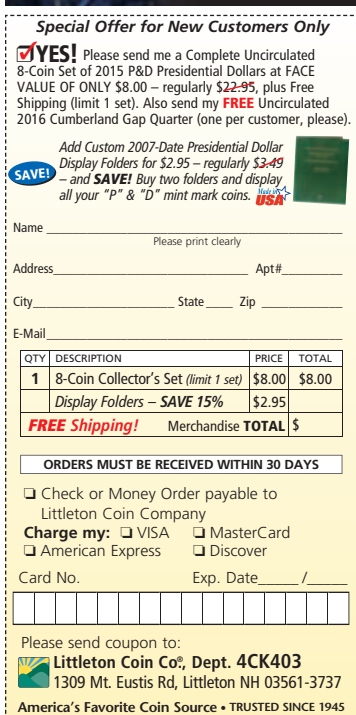 Special Offer for New Customers Only
YES! Please send me a Complete Uncirculated
8-Coin Set of 2015 P&D Presidential Dollars at FACE
VALUE OF ONLY $8.00 – regularly $22.95, plus Free
Shipping (limit 1 set). Also send my FREE Uncirculated
2016 Cumberland Gap Quarter (one per customer, please).
SAVE!
Add Custom 2007-Date Presidential Dollar
Display Folders for $2.95 – regularly $3.49
– and SAVE! Buy two folders and display
all your "P" & "D" mint mark coins.
Made in USA
Name
Please print clearly
Address Apt#
City State Zip
E-Mail
QTY DESCRIPTION PRICE TOTAL
1 8-Coin Collector's Set (limit 1 set) $8.00 $8.00
Display Folders – SAVE 15% $2.95
FREE Shipping! Merchandise TOTAL $
ORDERS MUST BE RECEIVED WITHIN 30 DAYS
❏ Check or Money Order payable to
Littleton Coin Company
Charge my: ❏ VISA ❏ MasterCard
❏ American Express ❏ Discover
Card No. Exp. Date_____ /_____
Please send coupon to:
Littleton Coin Co®, Dept. 4CK403
1309 Mt. Eustis Rd, Littleton NH 03561-3737
America's Favorite Coin Source • TRUSTED SINCE 1945